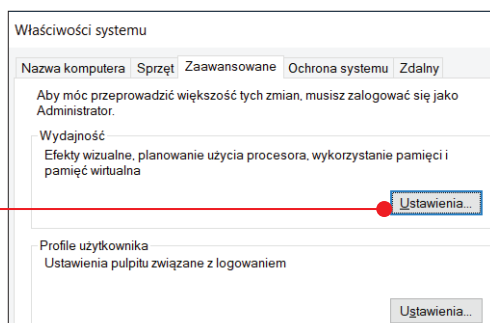 Właściwości systemu
Nazwa komputera Sprzęt Zaawansowane Ochrona systemu Zdalny
Aby móc przeprowadzić większość tych zmian, musisz zalogować się jako
Administrator.
Wydajność
Efekty wizualne, planowanie użycia procesora, wykorzystanie pamięci i
pamięć wirtualna
Ustawienia...
Profile użytkownika
Ustawienia pulpitu związane z logowaniem
Ustawienia...